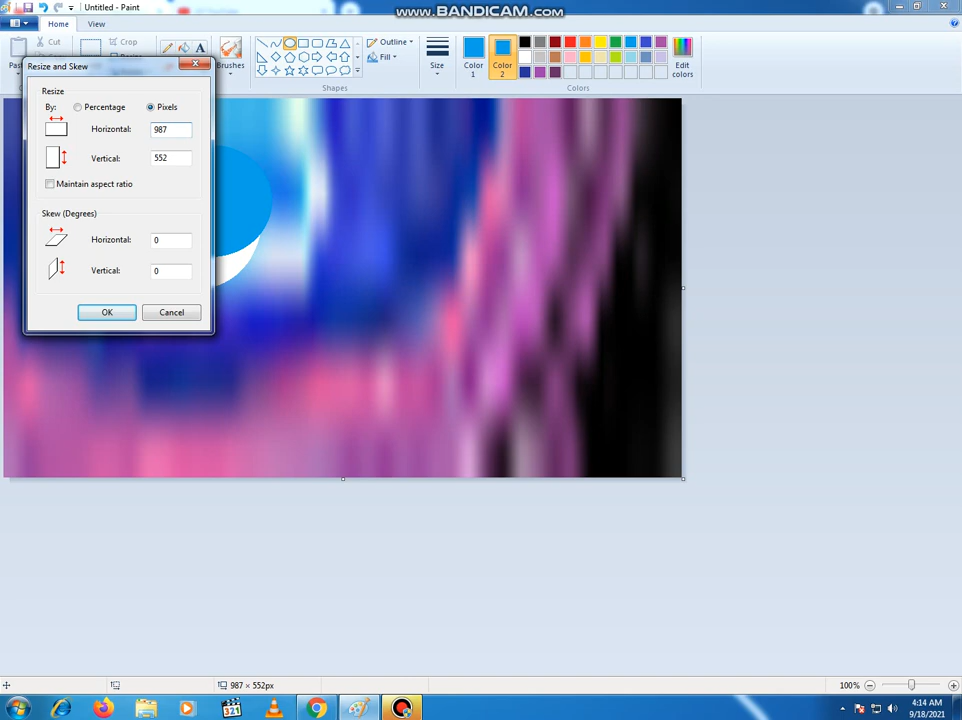 Untitled - Paint
WWW.BANDICAM.COM
Home
View
Cut
Crop
Outline
Fill
Brushes
Shapes
Size
Color
1
Color
2
Edit
colors
Colors
Resize and Skew
Resize
By:
Percentage
Pixels
Horizontal:
987
Vertical:
552
Maintain aspect ratio
Skew (Degrees)
Horizontal:
0
Vertical:
0
OK
Cancel
987 × 552px
100%
321
4:14 AM
9/18/2021